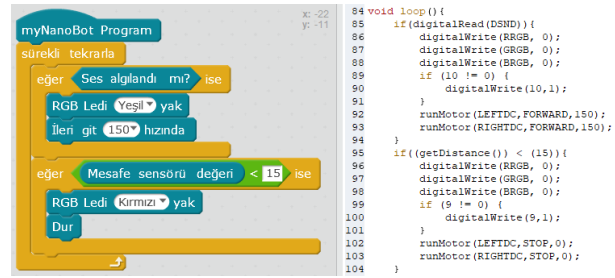 x: -22
y: -11
myNanoBot Program
sürekli tekrarla
eğer Ses algılandı mı? ise
RGB Ledi Yeşil yak
İleri git 150 hızında
eğer Mesafe sensörü değeri < 15 ise
RGB Ledi Kırmızı yak
Dur
84 void loop(){
85 if(digitalRead(DSND)){
86 digitalWrite(RRGB, 0);
87 digitalWrite(GRGB, 0);
88 digitalWrite(BRGB, 0);
89 if (10 != 0) {
90 digitalWrite(10,1);
91 }
92 runMotor(LEFTDC,FORWARD,150);
93 runMotor(RIGHTDC,FORWARD,150);
94 }
95 if((getDistance()) < (15)){
96 digitalWrite(RRGB, 0);
97 digitalWrite(GRGB, 0);
98 digitalWrite(BRGB, 0);
99 if (9 != 0) {
100 digitalWrite(9,1);
101 }
102 runMotor(LEFTDC,STOP,0);
103 runMotor(RIGHTDC,STOP,0);
104 }